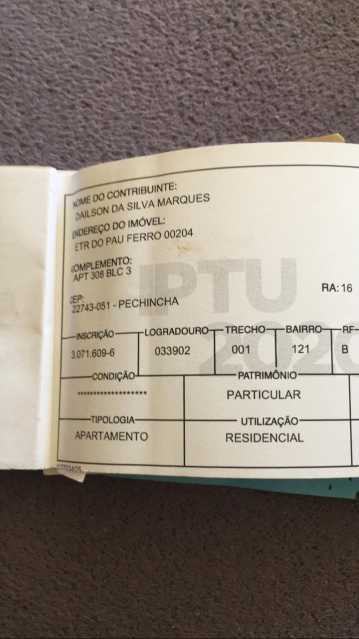 NOME DO CONTRIBUINTE:
DAILSON DA SILVA MARQUES
ENDEREÇO DO IMÓVEL:
ETR DO PAU FERRO 00204
COMPLEMENTO:
APT 308 BLC 3
CEP:
22743-051 - PECHINCHA
RA: 16
IPTU
2020
INSCRIÇÃO LOGRADOURO TRECHO BAIRRO RF
3.071.609-6 033902 001 121 B
CONDIÇÃO PATRIMÔNIO
****************** PARTICULAR
TIPOLOGIA UTILIZAÇÃO
APARTAMENTO RESIDENCIAL